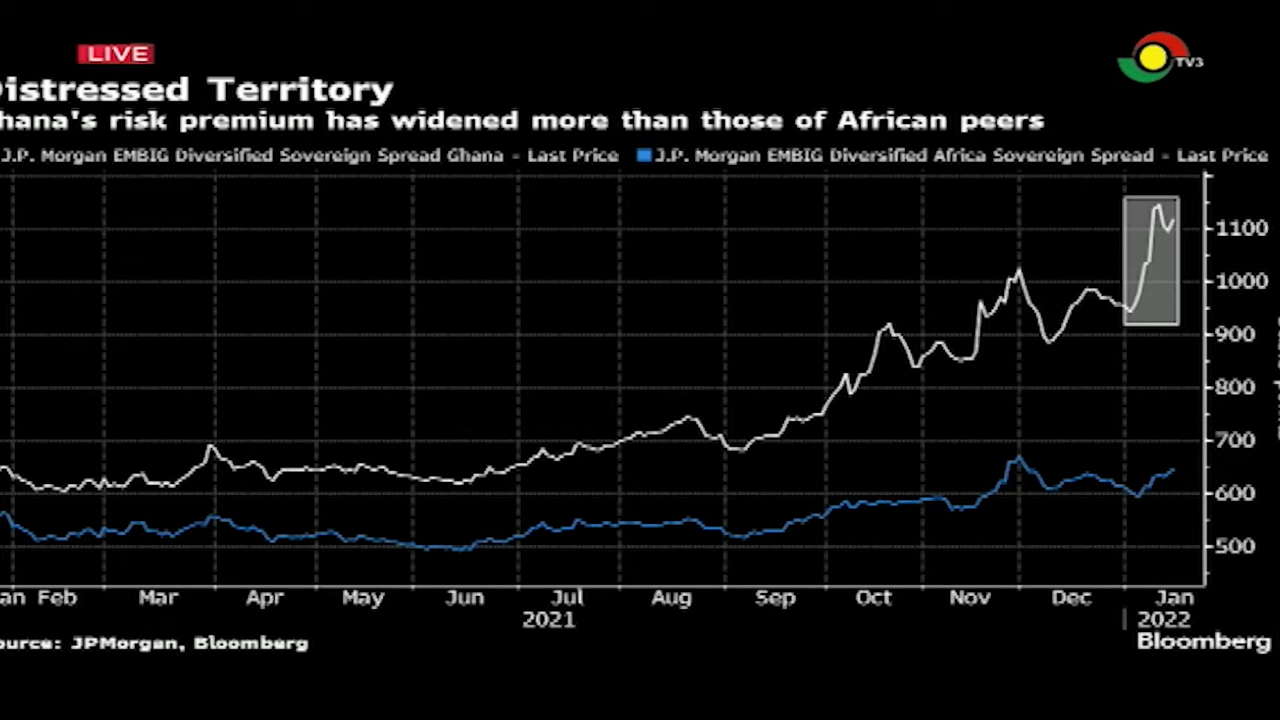 LIVE
TV3
istressed Territory
hana's risk premium has widened more than those of African peers
J.P. Morgan EMBIG Diversified Sovereign Spread Ghana - Last Price J.P. Morgan EMBIG Diversified Africa Sovereign Spread - Last Price
1100
1000
900
800
700
600
500
an Feb Mar Apr May Jun Jul Aug Sep Oct Nov Dec Jan
2021 2022
ource: JPMorgan, Bloomberg
Bloomberg